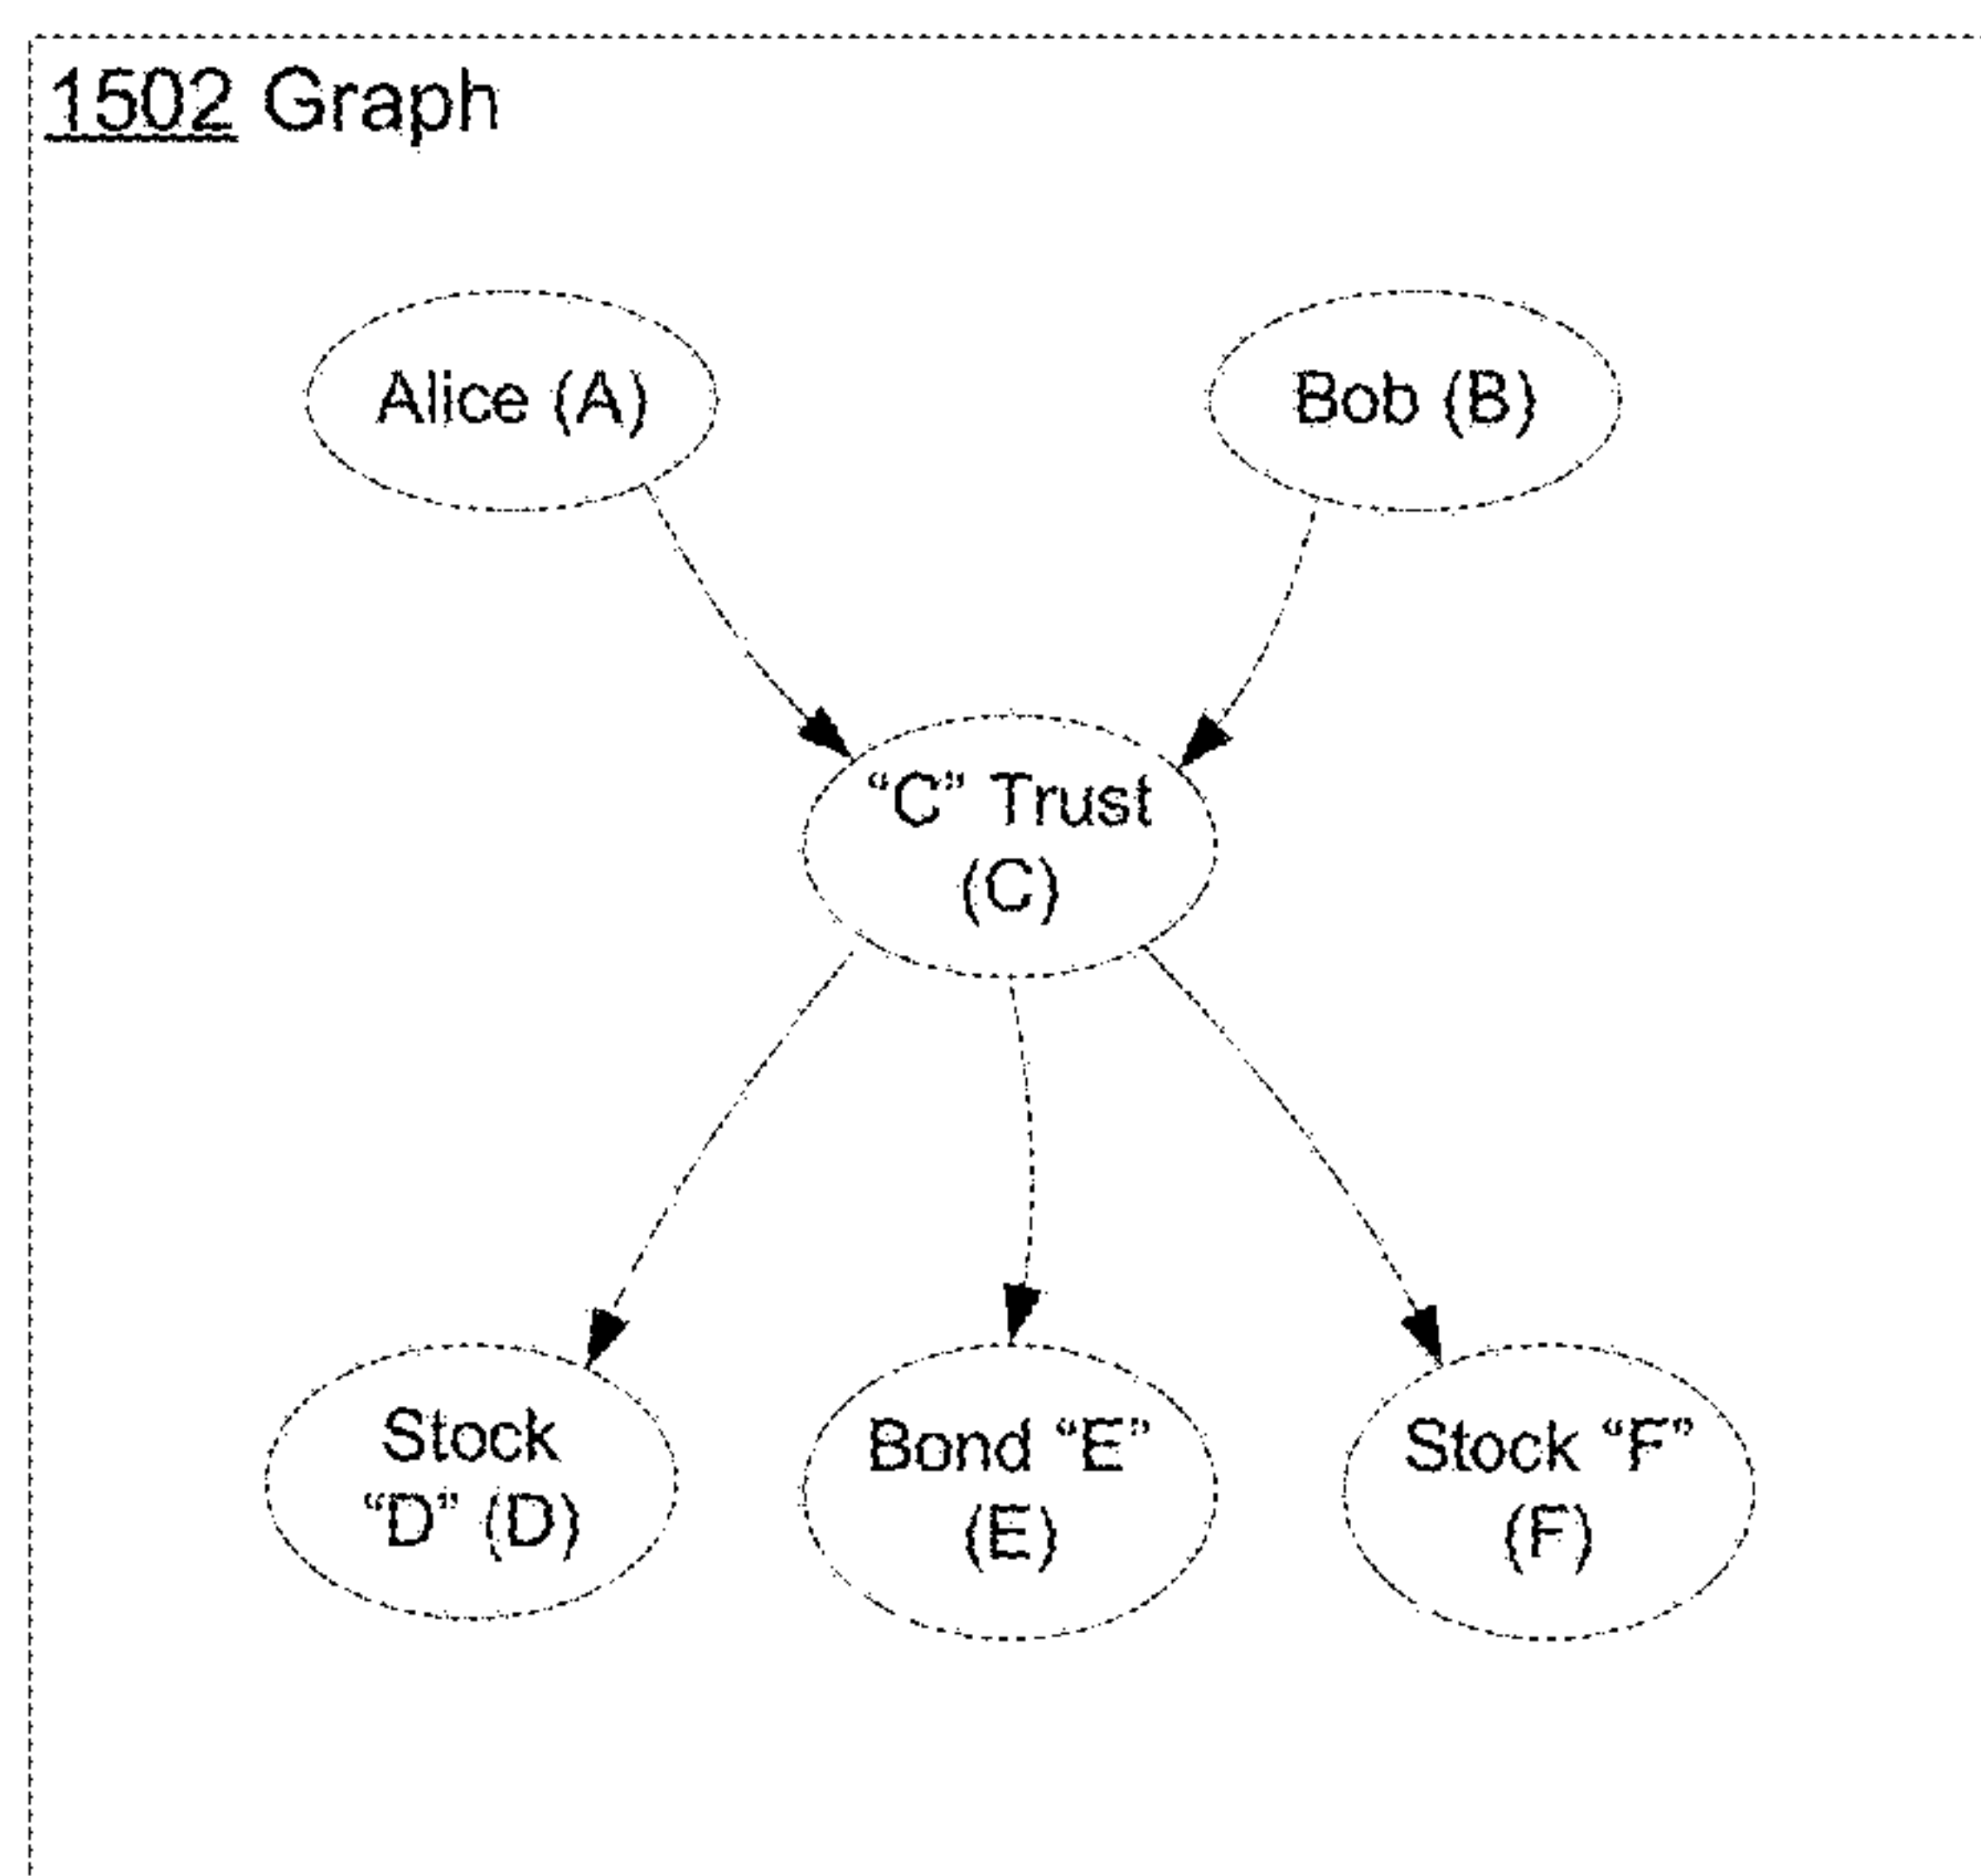 1502 Graph
Alice (A)
Bob (B)
“C” Trust
(C)
Stock
“D” (D)
Bond “E”
(E)
Stock “F”
(F)